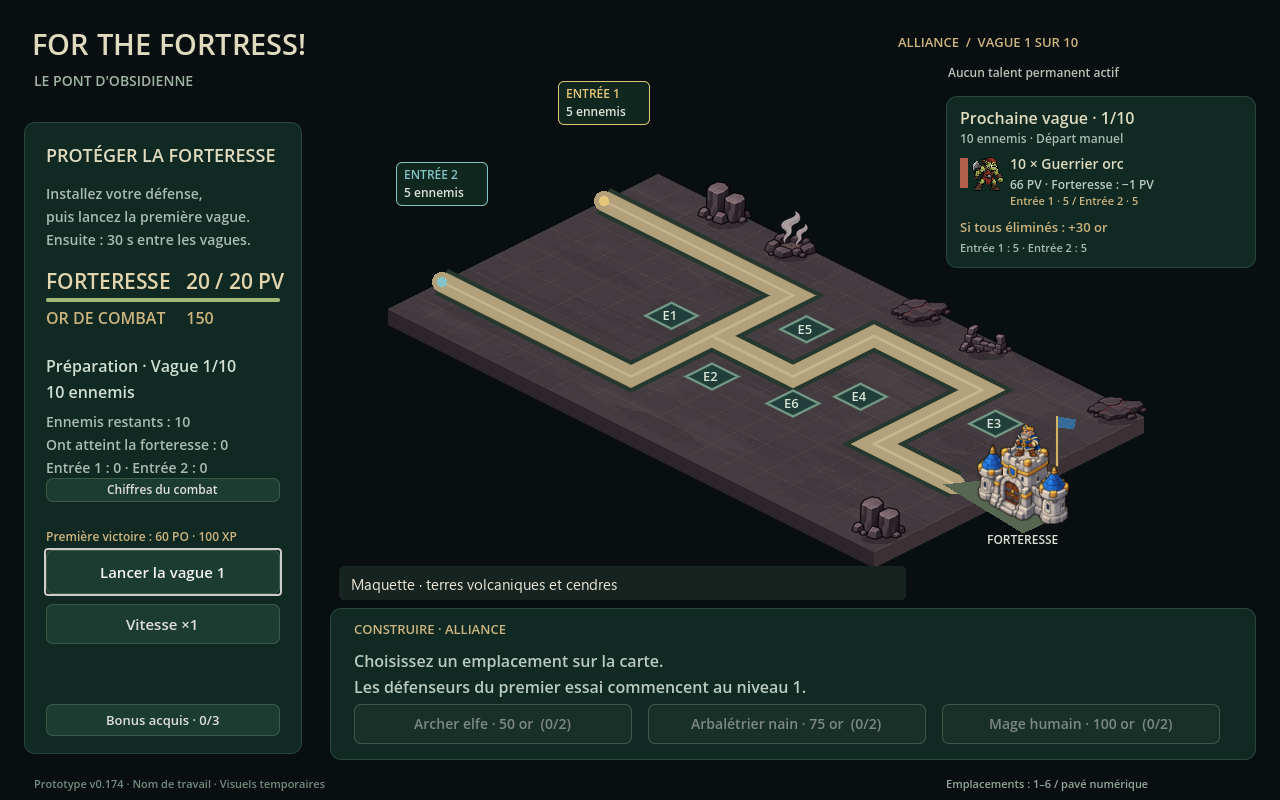 FOR THE FORTRESS!
LE PONT D'OBSIDIENNE
ALLIANCE / VAGUE 1 SUR 10
Aucun talent permanent actif
ENTRÉE 1
5 ennemis
ENTRÉE 2
5 ennemis
Prochaine vague · 1/10
10 ennemis · Départ manuel
10 × Guerrier orc
66 PV · Forteresse : −1 PV
Entrée 1 · 5 / Entrée 2 · 5
Si tous éliminés : +30 or
Entrée 1 : 5 · Entrée 2 : 5
PROTÉGER LA FORTERESSE
Installez votre défense,
puis lancez la première vague.
Ensuite : 30 s entre les vagues.
FORTERESSE 20 / 20 PV
OR DE COMBAT 150
Préparation · Vague 1/10
10 ennemis
Ennemis restants : 10
Ont atteint la forteresse : 0
Entrée 1 : 0 · Entrée 2 : 0
Chiffres du combat
Première victoire : 60 PO · 100 XP
Lancer la vague 1
Vitesse ×1
Bonus acquis · 0/3
E1
E5
E2
E6
E4
E3
FORTERESSE
Maquette · terres volcaniques et cendres
CONSTRUIRE · ALLIANCE
Choisissez un emplacement sur la carte.
Les défenseurs du premier essai commencent au niveau 1.
Archer elfe · 50 or (0/2)
Arbalétrier nain · 75 or (0/2)
Mage humain · 100 or (0/2)
Prototype v0.174 · Nom de travail · Visuels temporaires
Emplacements : 1–6 / pavé numérique